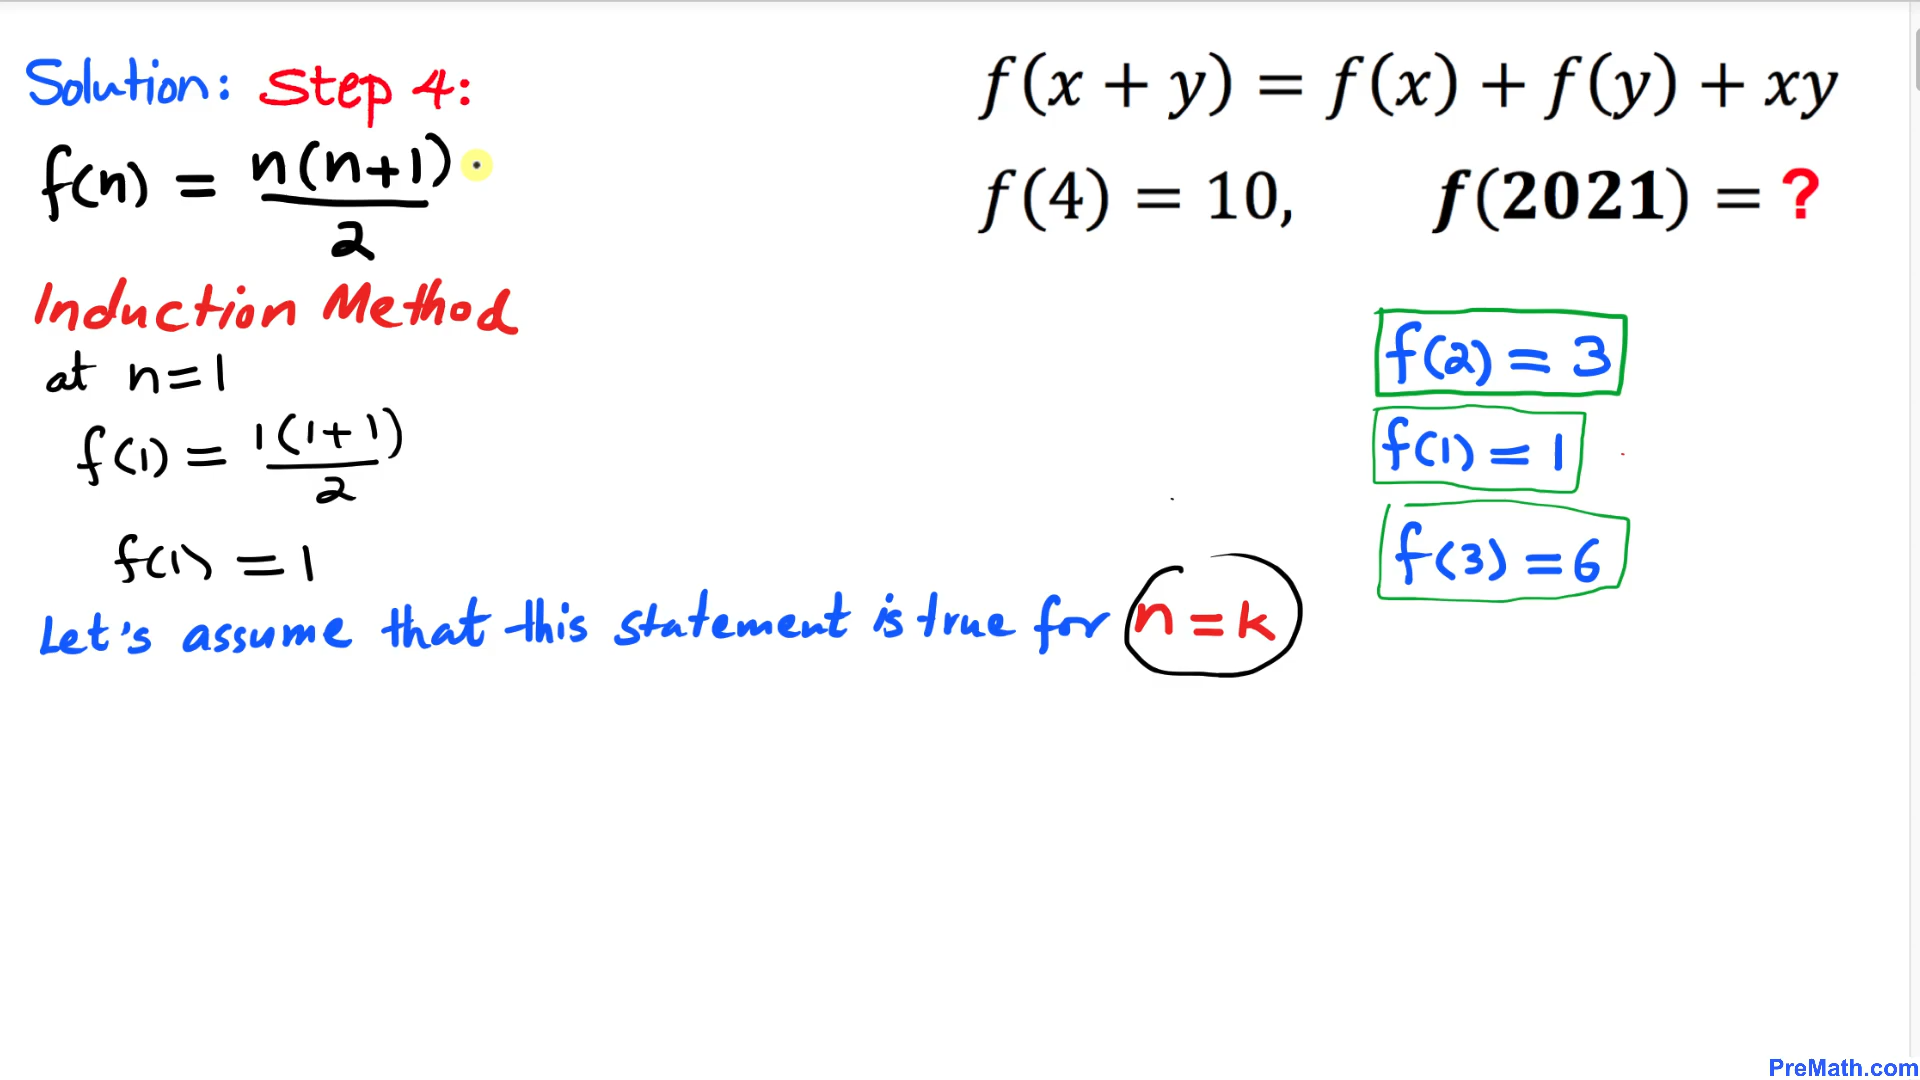 Solution: Step 4:
f(n) = n(n+1)/2
Induction Method
at n=1
f(1) = 1(1+1)/2
f(1) = 1
Let's assume that this statement is true for n = k
f(x + y) = f(x) + f(y) + xy
f(4) = 10, f(2021) = ?
f(2) = 3
f(1) = 1
f(3) = 6
PreMath.com